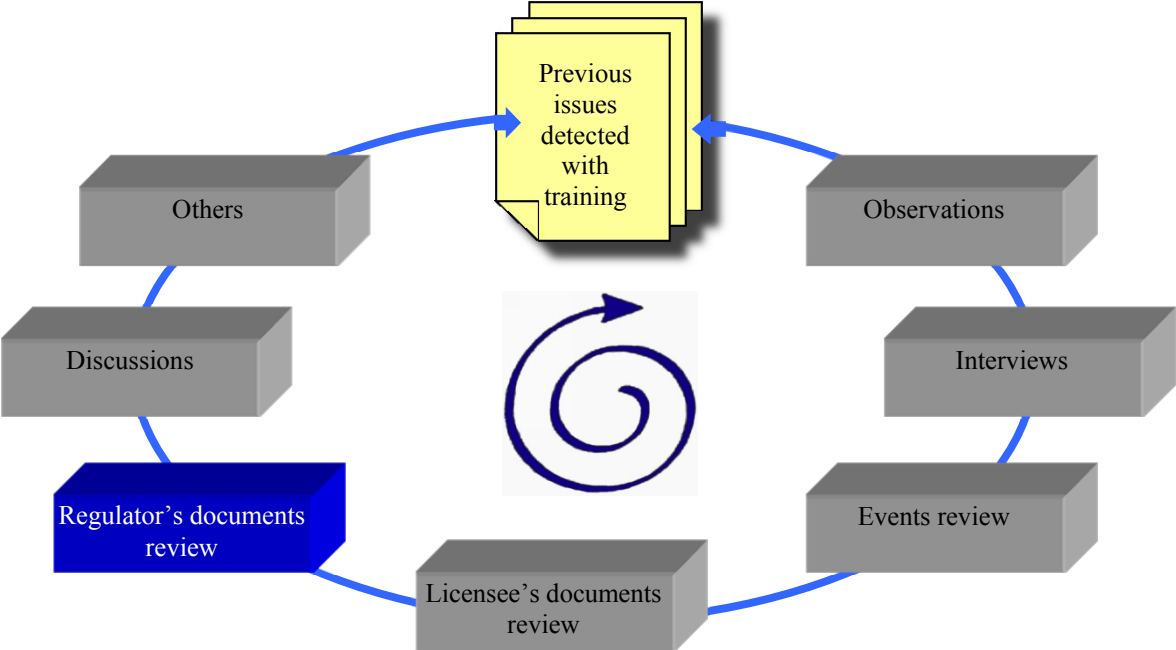 Previous
issues
detected
with
training
Others
Observations
Discussions
Interviews
Regulator’s documents
review
Events review
Licensee’s documents
review